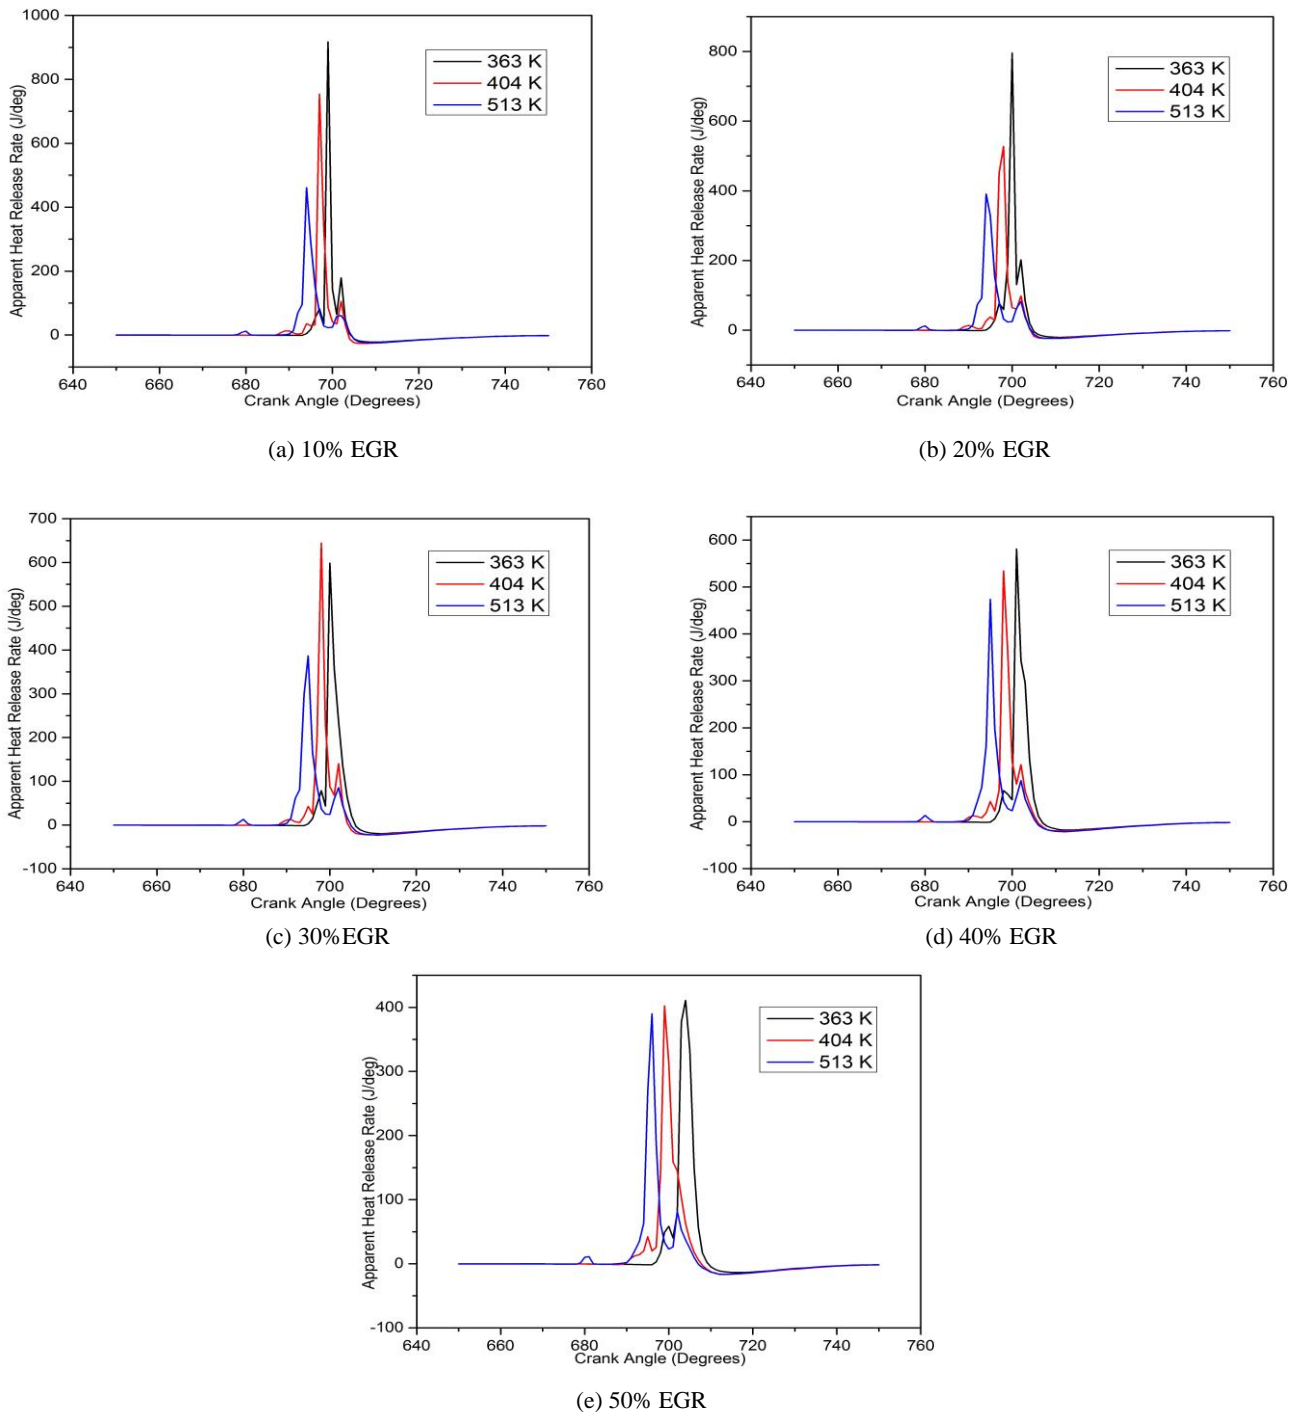 1000
800
600
400
200
0
640 660 680 700 720 740 760
Apparent Heat Release Rate (J/deg)
Crank Angle (Degrees)
363 K
404 K
513 K
(a) 10% EGR
800
600
400
200
0
640 660 680 700 720 740 760
Apparent Heat Release Rate (J/deg)
Crank Angle (Degrees)
363 K
404 K
513 K
(b) 20% EGR
700
600
500
400
300
200
100
0
-100
640 660 680 700 720 740 760
Apparent Heat Release Rate (J/deg)
Crank Angle (Degrees)
363 K
404 K
513 K
(c) 30%EGR
600
500
400
300
200
100
0
-100
640 660 680 700 720 740 760
Apparent Heat Release Rate (J/deg)
Crank Angle (Degrees)
363 K
404 K
513 K
(d) 40% EGR
400
300
200
100
0
-100
640 660 680 700 720 740 760
Apparent Heat Release Rate (J/deg)
Crank Angle (Degrees)
363 K
404 K
513 K
(e) 50% EGR